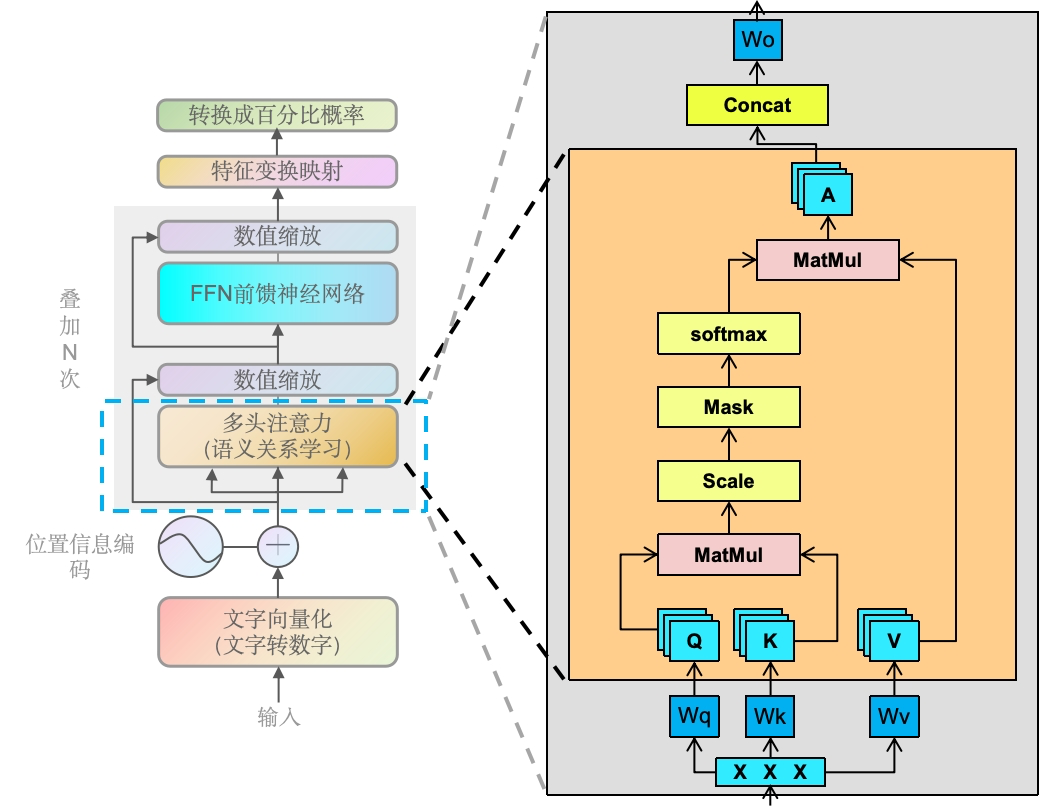 转换成百分比概率
特征变换映射
数值缩放
FFN前馈神经网络
叠
加
N
次
数值缩放
多头注意力
(语义关系学习)
位置信息编
码
文字向量化
(文字转数字)
输入
Wo
Concat
A
MatMul
softmax
Mask
Scale
MatMul
Q
K
V
Wq
Wk
Wv
X X X